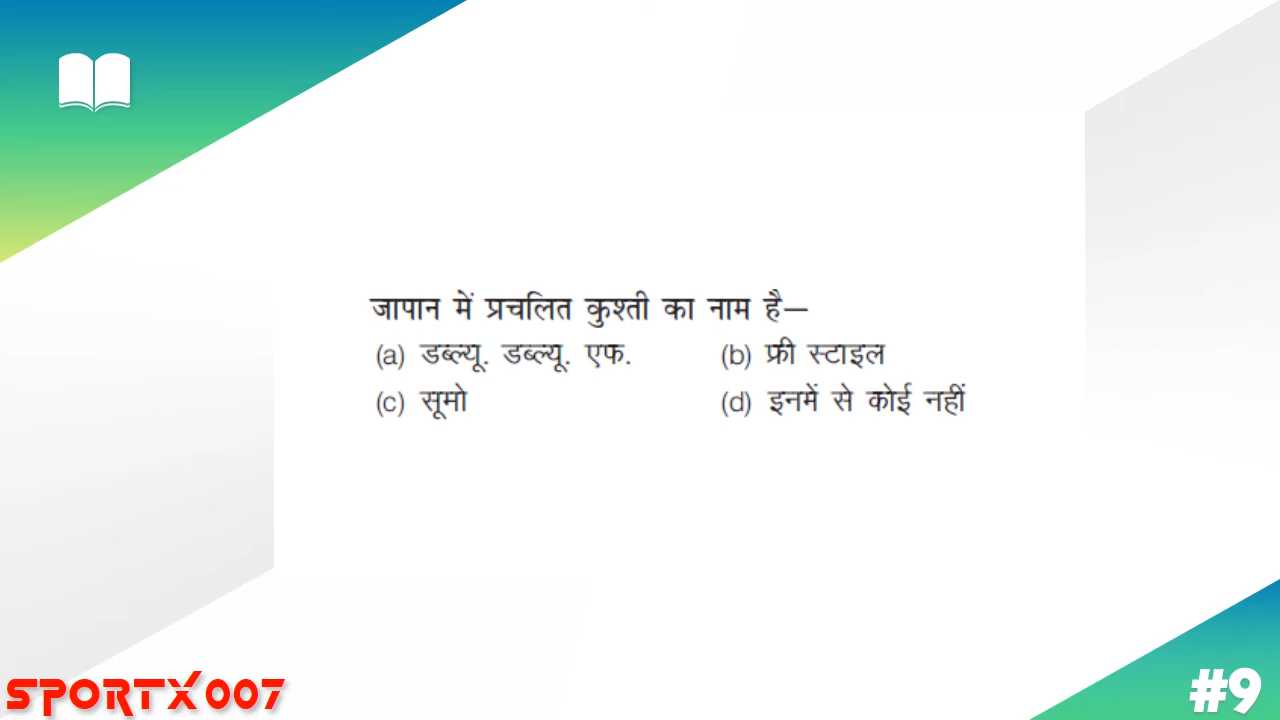 जापान में प्रचलित कुश्ती का नाम है—
(a) डब्ल्यू. डब्ल्यू. एफ. (b) फ्री स्टाइल
(c) सूमो (d) इनमें से कोई नहीं
SPORTX007
#9